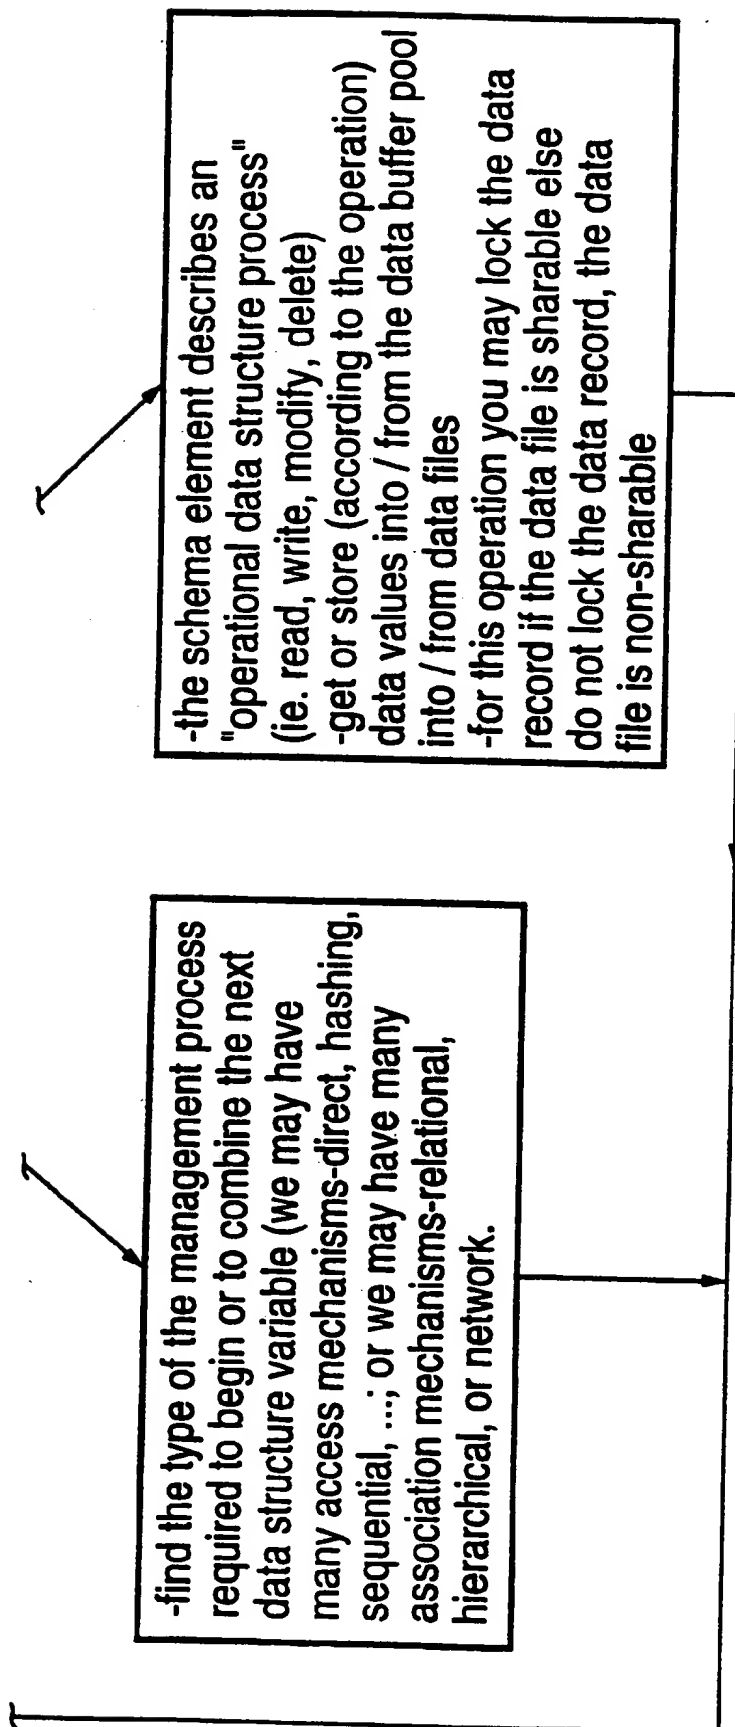 -find the type of the management process
required to begin or to combine the next
data structure variable (we may have
many access mechanisms-direct, hashing,
sequential, ...; or we may have many
association mechanisms-relational,
hierarchical, or network.
-the schema element describes an
"operational data structure process"
(ie. read, write, modify, delete)
-get or store (according to the operation)
data values into / from the data buffer pool
into / from data files
-for this operation you may lock the data
record if the data file is sharable else
do not lock the data record, the data
file is non-sharable